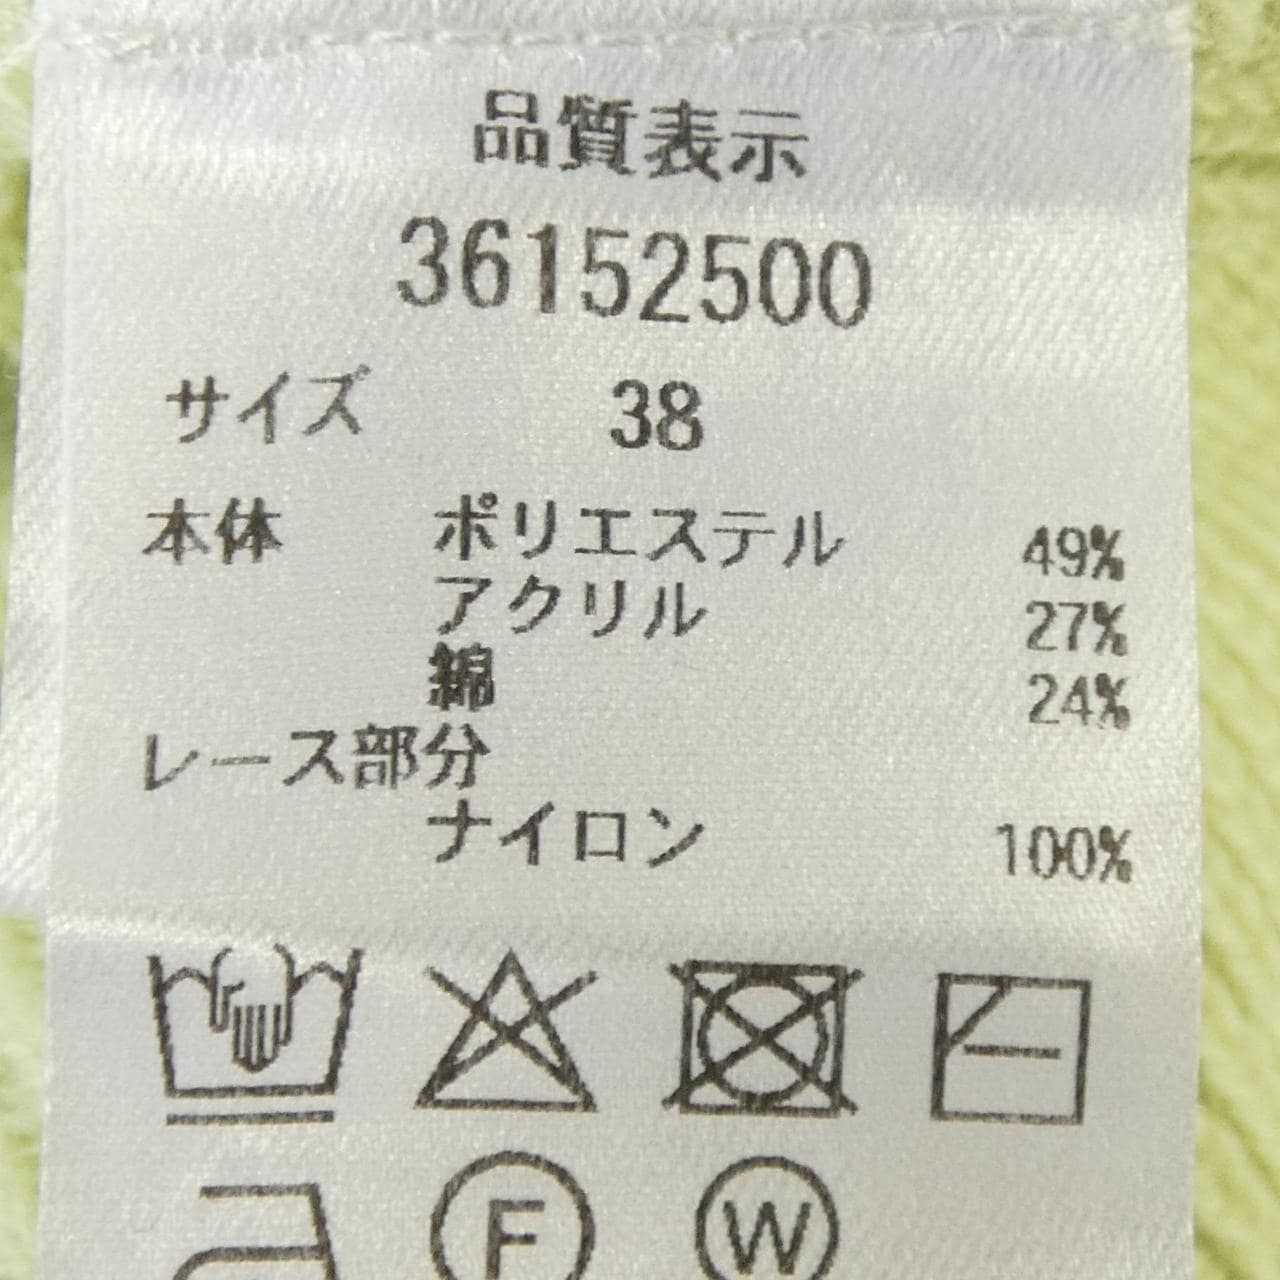 品質表示
36152500
サイズ 38
本体 ポリエステル 49%
アクリル 27%
綿 24%
レース部分
ナイロン 100%
F W